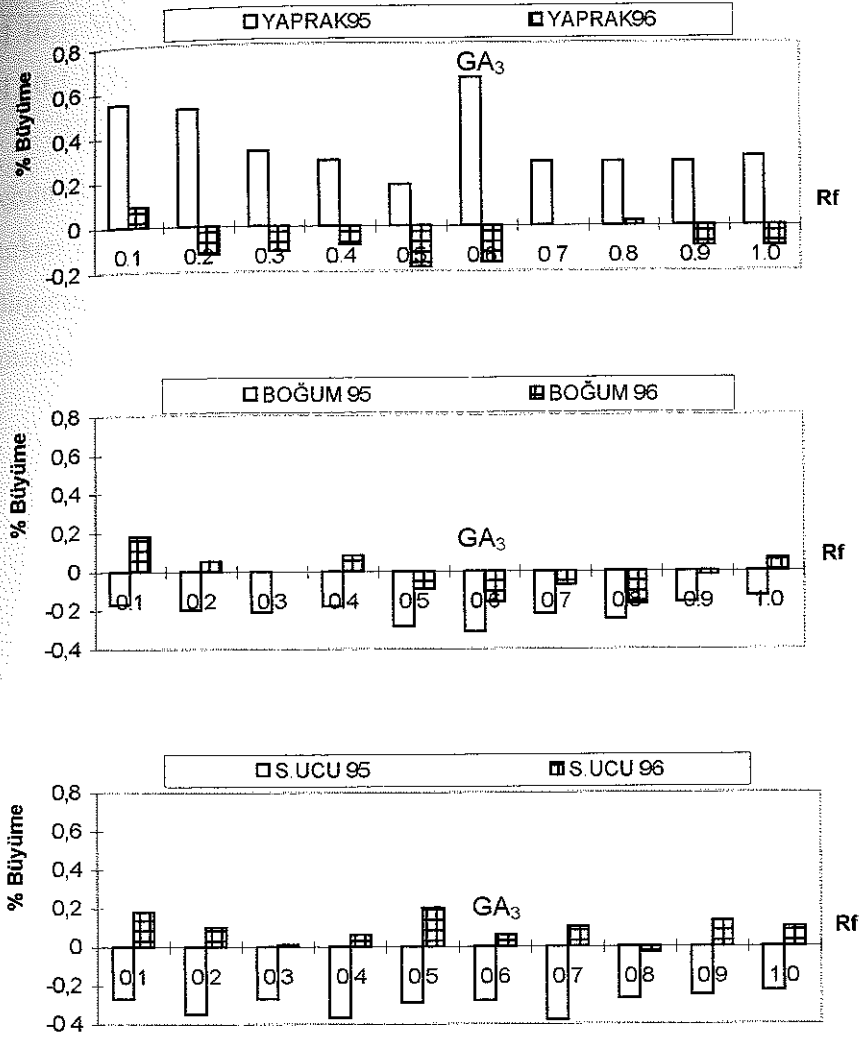 YAPRAK95 YAPRAK96
% Büyüme
0,8
0,6
0,4
0,2
0
-0,2
GA₃
Rf
0.1 0.2 0.3 0.4 0.5 0.6 0.7 0.8 0.9 1.0
BOĞUM 95 BOĞUM 96
% Büyüme
0,8
0,6
0,4
0,2
0
-0,2
-0,4
GA₃
Rf
0.1 0.2 0.3 0.4 0.5 0.6 0.7 0.8 0.9 1.0
S.UCU 95 S.UCU 96
% Büyüme
0,8
0,6
0,4
0,2
0
-0,2
-0 4
GA₃
Rf
0.1 0.2 0.3 0.4 0.5 0.6 0.7 0.8 0.9 1.0